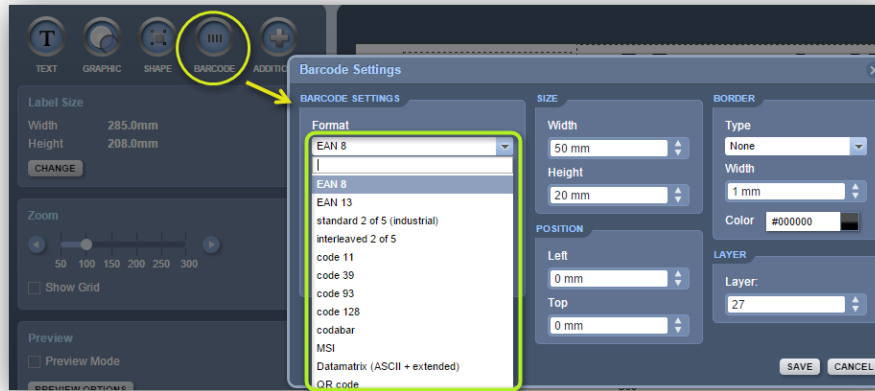 TEXT GRAPHIC SHAPE BARCODE
Label Size
Width 285.0mm
Height 208.0mm
CHANGE
Zoom
50 100 150 200 250 300
Show Grid
Preview
Preview Mode
PREVIEW OPTIONS
Barcode Settings
BARCODE SETTINGS
Format
EAN 8
EAN 8
EAN 13
standard 2 of 5 (industrial)
interleaved 2 of 5
code 11
code 39
code 93
code 128
codabar
MSI
Datamatrix (ASCII + extended)
QR code
SIZE
Width
50 mm
Height
20 mm
POSITION
Left
0 mm
Top
0 mm
BORDER
Type
None
Width
1 mm
Color #000000
LAYER
Layer:
27
SAVE CANCEL